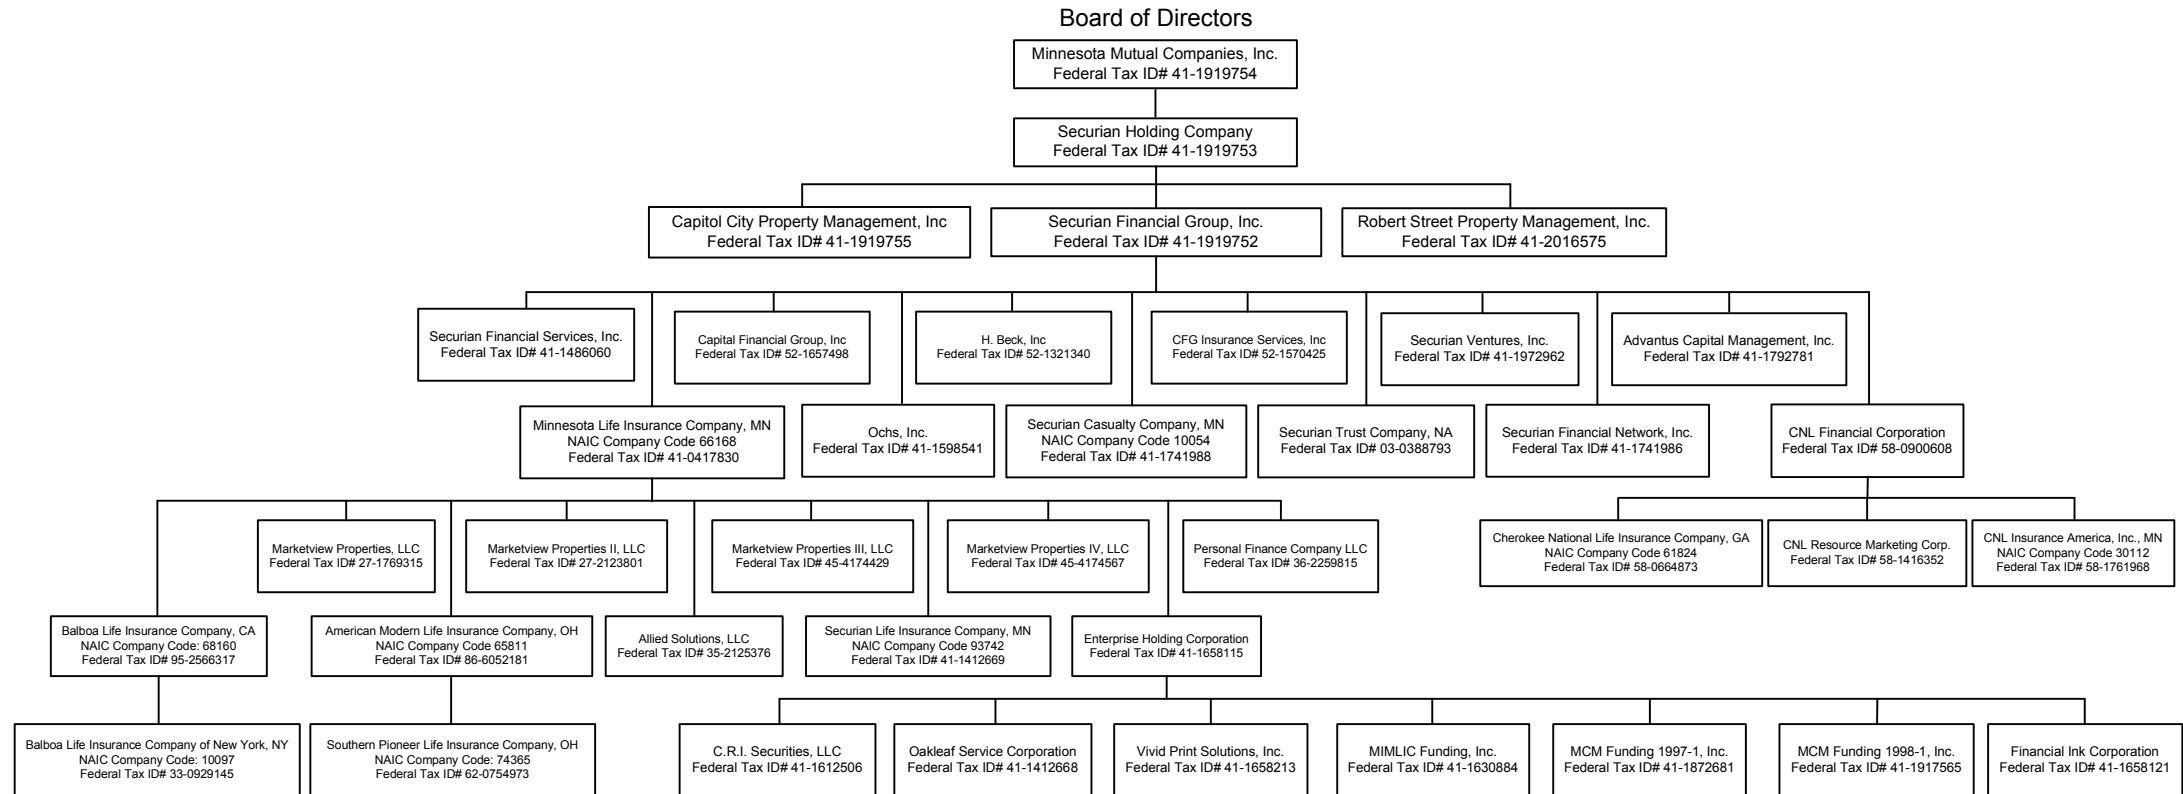 Board of Directors
Minnesota Mutual Companies, Inc.
Federal Tax ID# 41-1919754
Securian Holding Company
Federal Tax ID# 41-1919753
Capitol City Property Management, Inc
Federal Tax ID# 41-1919755
Securian Financial Group, Inc.
Federal Tax ID# 41-1919752
Robert Street Property Management, Inc.
Federal Tax ID# 41-2016575
Securian Financial Services, Inc.
Federal Tax ID# 41-1486060
Capital Financial Group, Inc
Federal Tax ID# 52-1657498
H. Beck, Inc
Federal Tax ID# 52-1321340
CFG Insurance Services, Inc
Federal Tax ID# 52-1570425
Securian Ventures, Inc.
Federal Tax ID# 41-1972962
Advantus Capital Management, Inc.
Federal Tax ID# 41-1792781
Minnesota Life Insurance Company, MN
NAIC Company Code 66168
Federal Tax ID# 41-0417830
Ochs, Inc.
Federal Tax ID# 41-1598541
Securian Casualty Company, MN
NAIC Company Code 10054
Federal Tax ID# 41-1741988
Securian Trust Company, NA
Federal Tax ID# 03-0388793
Securian Financial Network, Inc.
Federal Tax ID# 41-1741986
CNL Financial Corporation
Federal Tax ID# 58-0900608
Marketview Properties, LLC
Federal Tax ID# 27-1769315
Marketview Properties II, LLC
Federal Tax ID# 27-2123801
Marketview Properties III, LLC
Federal Tax ID# 45-4174429
Marketview Properties IV, LLC
Federal Tax ID# 45-4174567
Personal Finance Company LLC
Federal Tax ID# 36-2259815
Cherokee National Life Insurance Company, GA
NAIC Company Code 61824
Federal Tax ID# 58-0664873
CNL Resource Marketing Corp.
Federal Tax ID# 58-1416352
CNL Insurance America, Inc., MN
NAIC Company Code 30112
Federal Tax ID# 58-1761968
Balboa Life Insurance Company, CA
NAIC Company Code: 68160
Federal Tax ID# 95-2566317
American Modern Life Insurance Company, OH
NAIC Company Code 65811
Federal Tax ID# 86-6052181
Allied Solutions, LLC
Federal Tax ID# 35-2125376
Securian Life Insurance Company, MN
NAIC Company Code 93742
Federal Tax ID# 41-1412669
Enterprise Holding Corporation
Federal Tax ID# 41-1658115
Balboa Life Insurance Company of New York, NY
NAIC Company Code: 10097
Federal Tax ID# 33-0929145
Southern Pioneer Life Insurance Company, OH
NAIC Company Code: 74365
Federal Tax ID# 62-0754973
C.R.I. Securities, LLC
Federal Tax ID# 41-1612506
Oakleaf Service Corporation
Federal Tax ID# 41-1412668
Vivid Print Solutions, Inc.
Federal Tax ID# 41-1658213
MIMLIC Funding, Inc.
Federal Tax ID# 41-1630884
MCM Funding 1997-1, Inc.
Federal Tax ID# 41-1872681
MCM Funding 1998-1, Inc.
Federal Tax ID# 41-1917565
Financial Ink Corporation
Federal Tax ID# 41-1658121